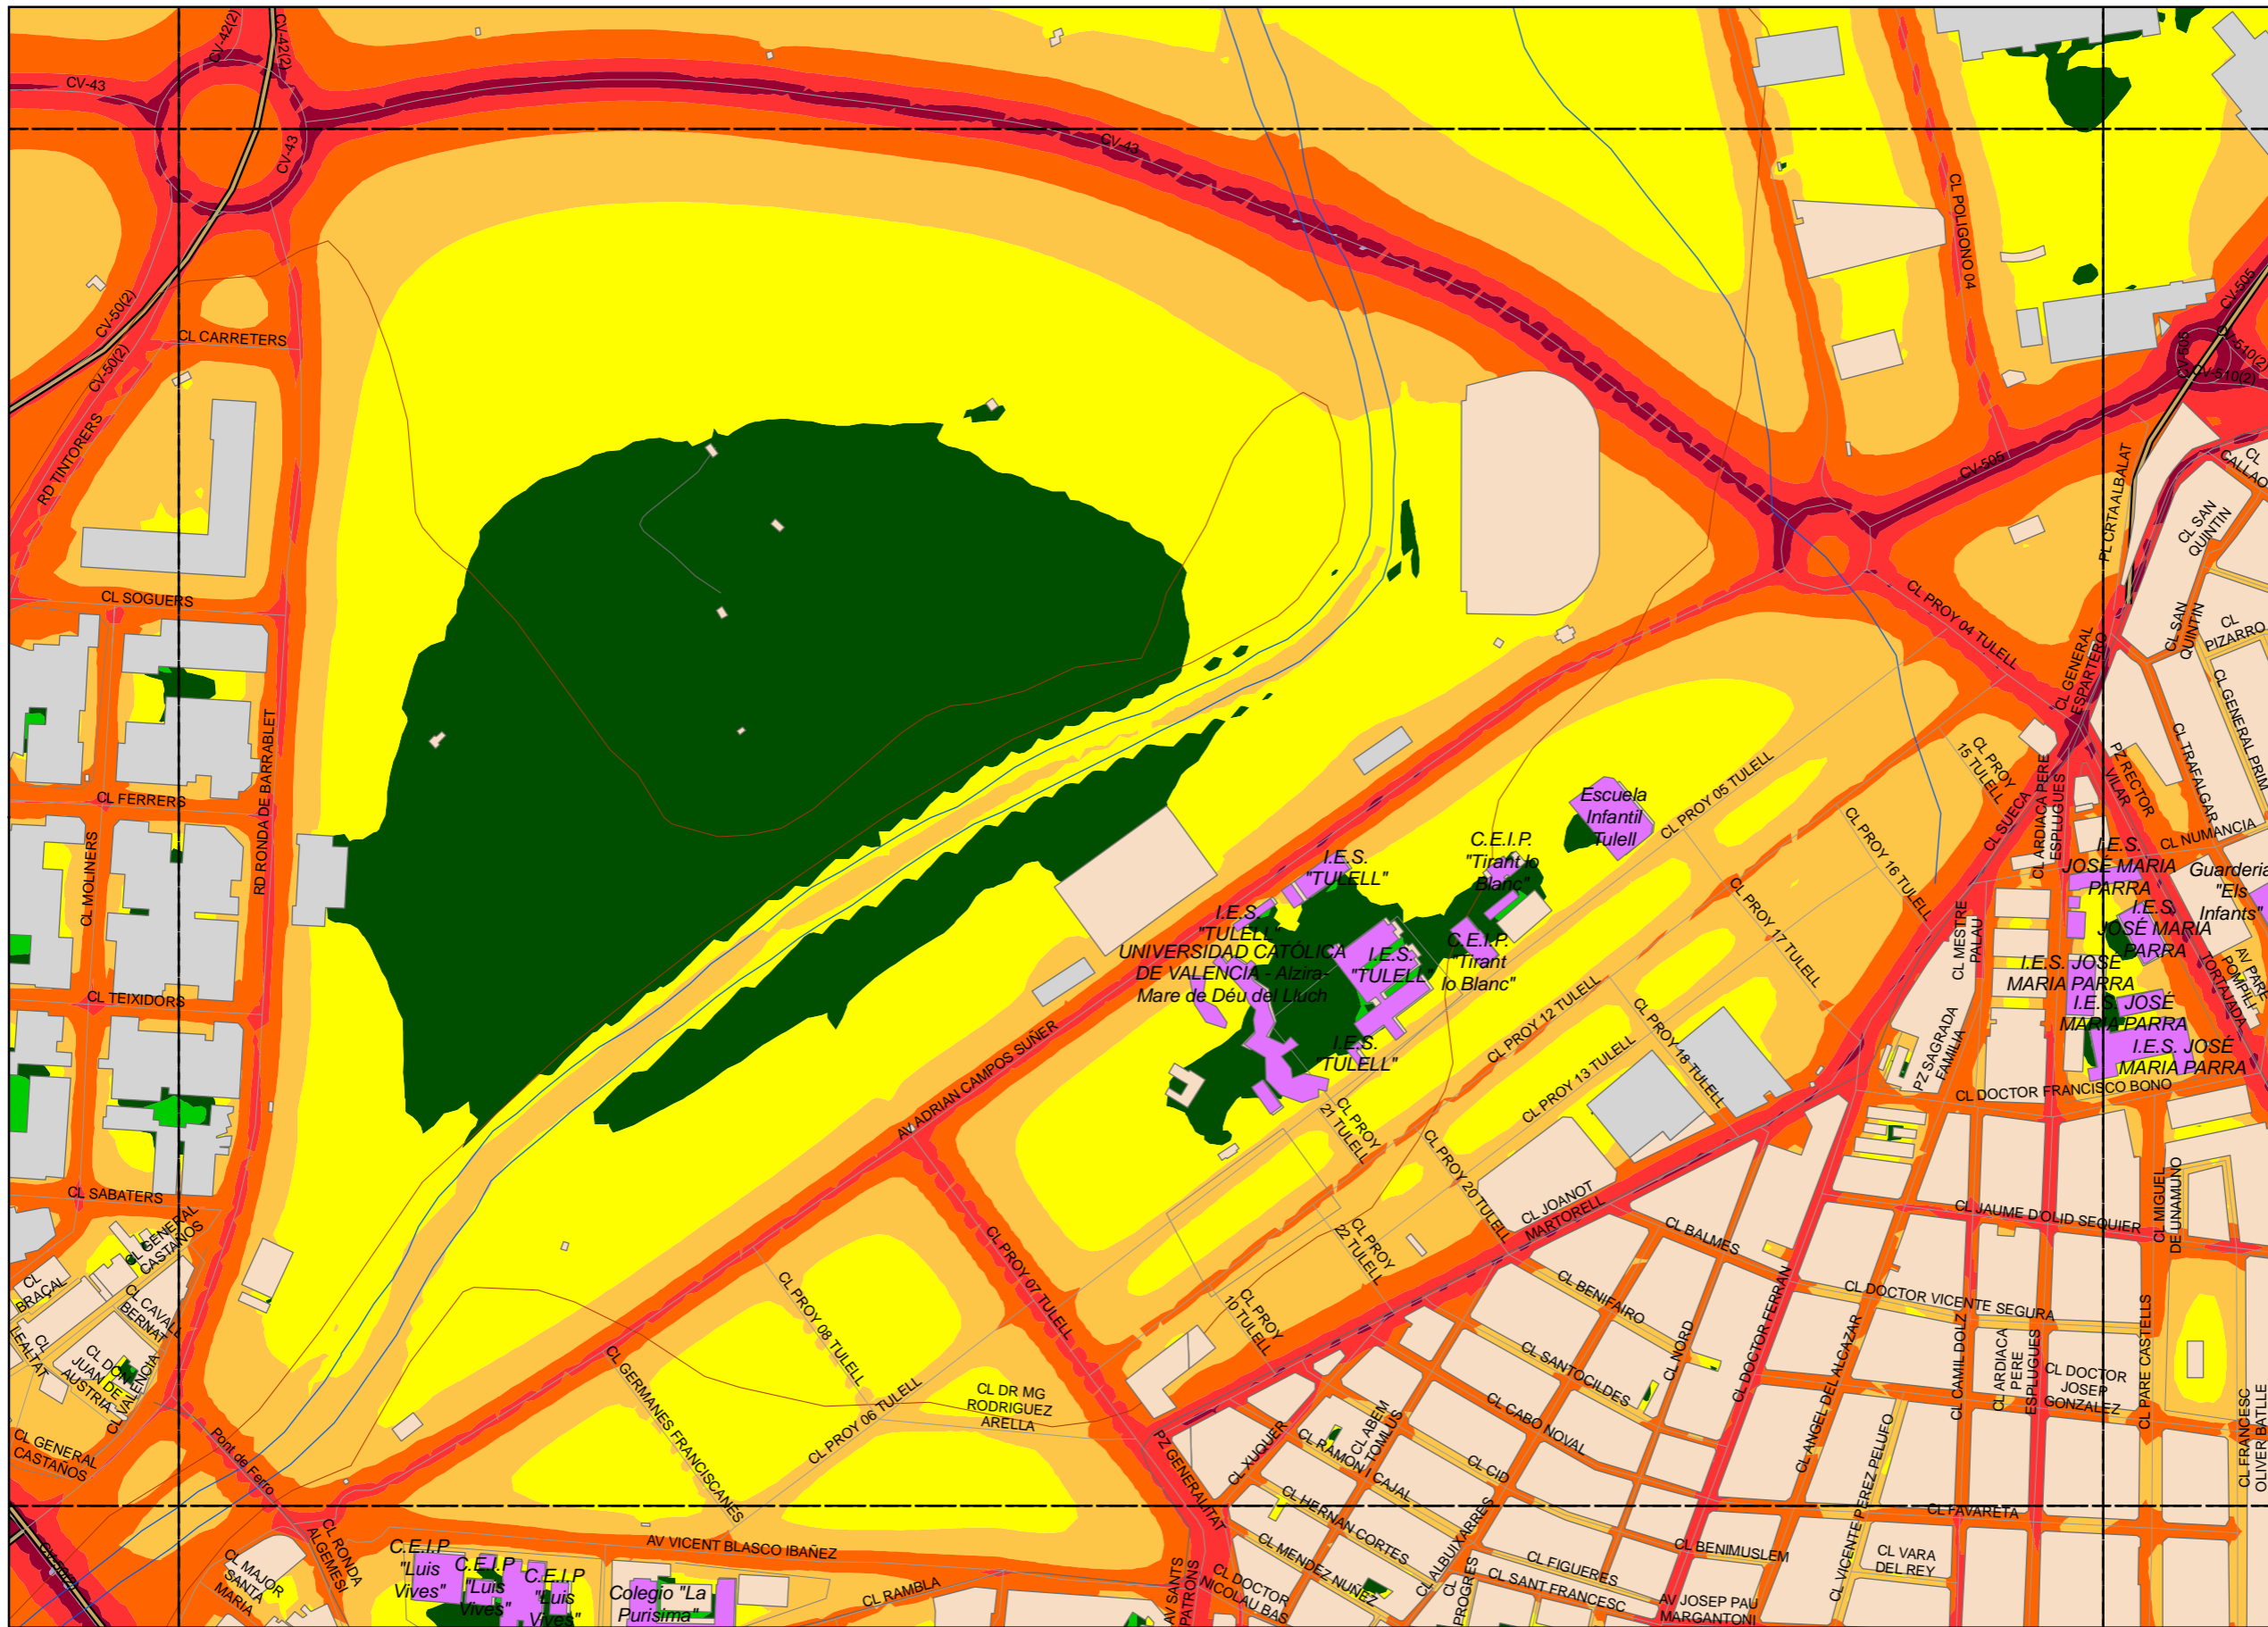 CV-42(2)
CV-42(2)
CV-43
CV-43
CV-43
CV-50(2)
CV-50(2)
CL CARRETERS
RD TINTORERS
CL SOGUERS
CL FERRERS
CL MOLINERS
RD RONDA DE BARRABLET
CL TEIXIDORS
CL SABATERS
CL GENERAL
CASTAÑOS
CL
BRAÇAL
CL CAVALL
BERNAT
CL
LEALTAT
CL DON
JUAN DE
AUSTRIA
CL VALENCIA
CL GENERAL
CASTAÑOS
Pont de Ferro
CL RONDA
ALGEMESI
CL MAJOR
SANTA
MARIA
C.E.I.P
"Luis
Vives"
C.E.I.P
"Luis
Vives"
C.E.I.P
"Luis
Vives"
Colegio "La
Purisima"
AV VICENT BLASCO IBAÑEZ
CL RAMBLA
CL GERMANES FRANCISCANES
CL PROY 06 TULELL
CL PROY 08 TULELL
CL DR MG
RODRIGUEZ
ARELLA
CL PROY 07 TULELL
AV ADRIAN CAMPOS SUÑER
PZ GENERALITAT
AV SANTS
PATRONS
CL DOCTOR
NICOLAU BAS
UNIVERSIDAD CATÓLICA
DE VALENCIA - Alzira-
Mare de Déu del Lluch
I.E.S.
"TULELL"
I.E.S.
"TULELL"
I.E.S.
"TULELL"
I.E.S.
"TULELL"
C.E.I.P.
"Tirant lo
Blanc"
C.E.I.P.
"Tirant
lo Blanc"
Escuela
Infantil
Tulell
CL PROY 05 TULELL
CL PROY 04 TULELL
CL PROY
15 TULELL
CL PROY 16 TULELL
CL PROY 17 TULELL
CL PROY 12 TULELL
CL PROY 13 TULELL
CL PROY 18 TULELL
CL PROY
21 TULELL
CL PROY 20 TULELL
CL PROY
22 TULELL
CL PROY
10 TULELL
CL JOANOT
MARTORELL
CL POLIGONO 04
CV-505
CV-505
CV-505
CV-510(2)
CV-510(2)
PL CRTA ALBALAT
CL
CALLAO
CL SAN
QUINTIN
CL SAN
QUINTIN
CL
PIZARRO
CL GENERAL
ESPARTERO
CL GENERAL PRIM
CL TRAFALGAR
PZ RECTOR
VILAR
CL NUMANCIA
CL SUECA
CL ARDIACA PERE
ESPLUGUES
I.E.S.
JOSÉ MARIA
PARRA
I.E.S.
JOSÉ MARIA
PARRA
I.E.S. JOSÉ
MARIA PARRA
I.E.S. JOSÉ
MARIA PARRA
I.E.S. JOSÉ
MARIA PARRA
Guarderia
"Els
Infants"
AV PARE
POMPILI
TORTAJADA
CL MESTRE
PALAU
PZ SAGRADA
FAMILIA
CL DOCTOR FRANCISCO BONO
CL MIGUEL
DE UNAMUNO
CL JAUME D'OLID SEQUIER
CL BALMES
CL BENIFAIRO
CL DOCTOR FERRAN
CL DOCTOR VICENTE SEGURA
CL NORD
CL SANTOCILDES
CL ANGEL DEL ALCAZAR
CL CAMIL DOLZ
CL ARDIACA
PERE
ESPLUGUES
CL DOCTOR
JOSEP
GONZALEZ
CL PARE CASTELLS
CL FRANCESC
OLIVER BATLLE
CL CABO NOVAL
CL ABEM
TOMLUS
CL XUQUER
CL RAMON I CAJAL
CL CID
CL HERNAN CORTES
CL MENDEZ NUÑEZ
CL ALBUIXARRES
CL
PROGRES
CL FIGUERES
CL SANT FRANCESC
CL BENIMUSLEM
AV JOSEP PAU
MARGANTONI
CL VICENTE PEREZ PELUFO
CL FAVARETA
CL VARA
DEL REY